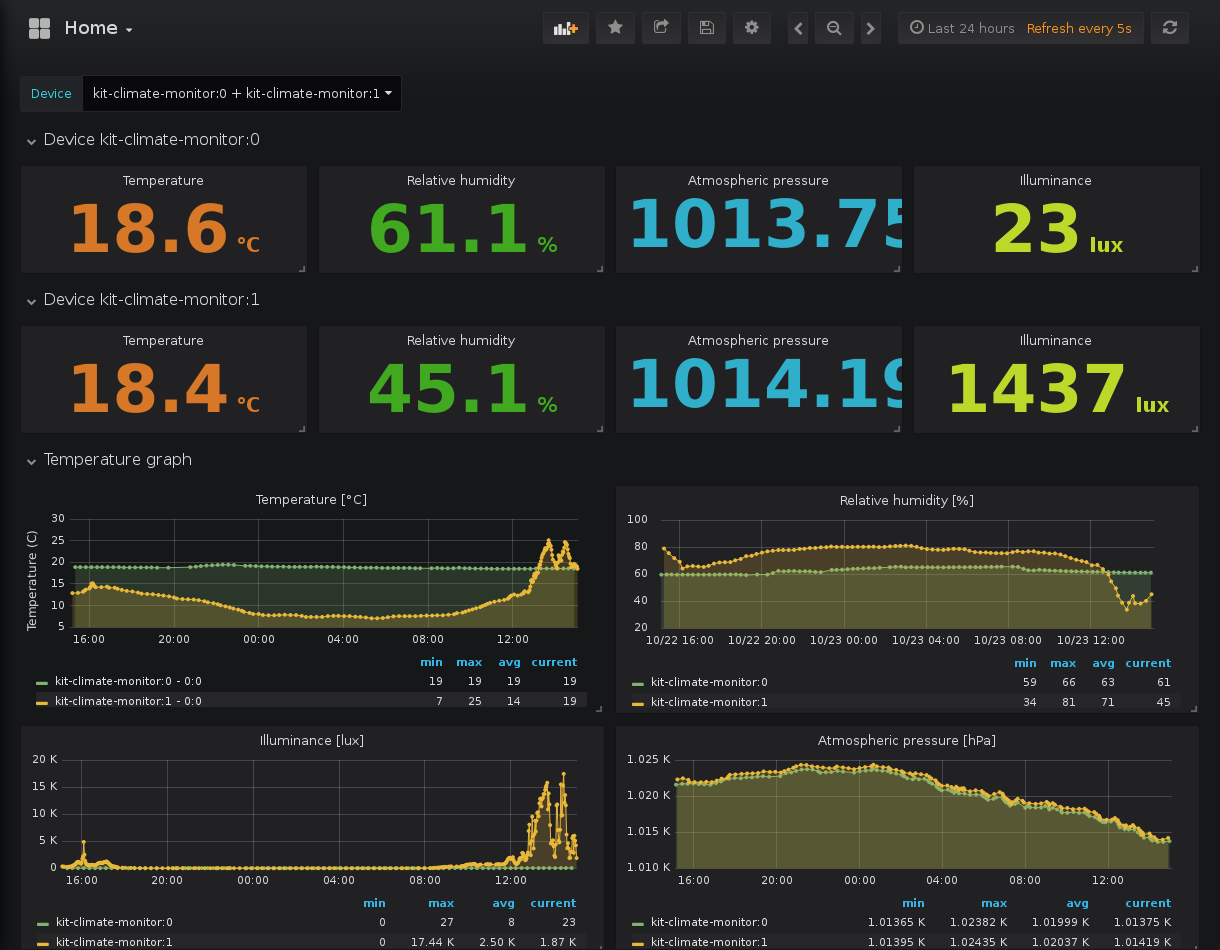 Home
Last 24 hours Refresh every 5s
Device kit-climate-monitor:0 + kit-climate-monitor:1
Device kit-climate-monitor:0
Temperature Relative humidity Atmospheric pressure Illuminance
18.6 °C 61.1 % 1013.75 23 lux
Device kit-climate-monitor:1
Temperature Relative humidity Atmospheric pressure Illuminance
18.4 °C 45.1 % 1014.19 1437 lux
Temperature graph
Temperature [°C]
Temperature (C)
30
25
20
15
10
5
16:00 20:00 00:00 04:00 08:00 12:00
min max avg current
kit-climate-monitor:0 - 0:0 19 19 19 19
kit-climate-monitor:1 - 0:0 7 25 14 19
Relative humidity [%]
100
80
60
40
20
10/22 16:00 10/22 20:00 10/23 00:00 10/23 04:00 10/23 08:00 10/23 12:00
min max avg current
kit-climate-monitor:0 59 66 63 61
kit-climate-monitor:1 34 81 71 45
Illuminance [lux]
20 K
15 K
10 K
5 K
0
16:00 20:00 00:00 04:00 08:00 12:00
min max avg current
kit-climate-monitor:0 0 27 8 23
kit-climate-monitor:1 0 17.44 K 2.50 K 1.87 K
Atmospheric pressure [hPa]
1.025 K
1.020 K
1.015 K
1.010 K
16:00 20:00 00:00 04:00 08:00 12:00
min max avg current
kit-climate-monitor:0 1.01365 K 1.02382 K 1.01999 K 1.01375 K
kit-climate-monitor:1 1.01395 K 1.02435 K 1.02037 K 1.01419 K